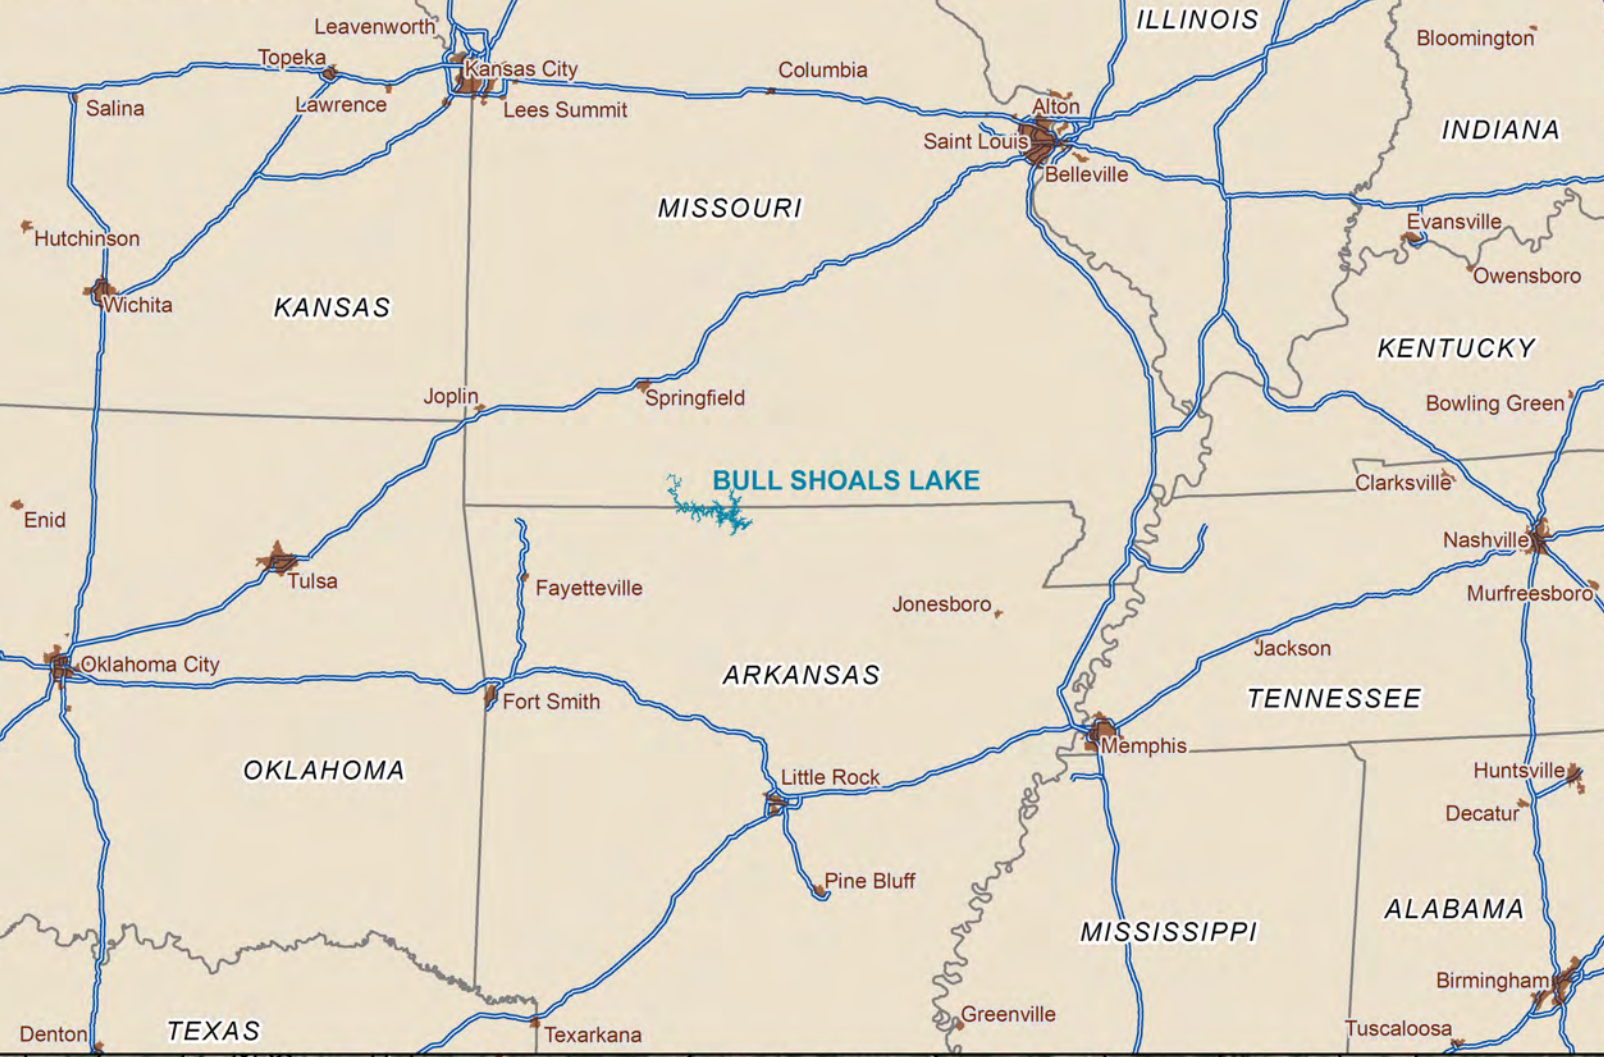 ILLINOIS
Leavenworth
Bloomington
Topeka
Kansas City
Columbia
Salina
Lawrence
Lees Summit
Alton
INDIANA
Saint Louis
Belleville
MISSOURI
Hutchinson
Evansville
Owensboro
Wichita
KANSAS
KENTUCKY
Joplin
Springfield
Bowling Green
BULL SHOALS LAKE
Clarksville
Enid
Nashville
Tulsa
Fayetteville
Jonesboro
Murfreesboro
Jackson
Oklahoma City
ARKANSAS
Fort Smith
TENNESSEE
Memphis
OKLAHOMA
Little Rock
Huntsville
Decatur
Pine Bluff
ALABAMA
MISSISSIPPI
Birmingham
Greenville
Denton
TEXAS
Texarkana
Tuscaloosa